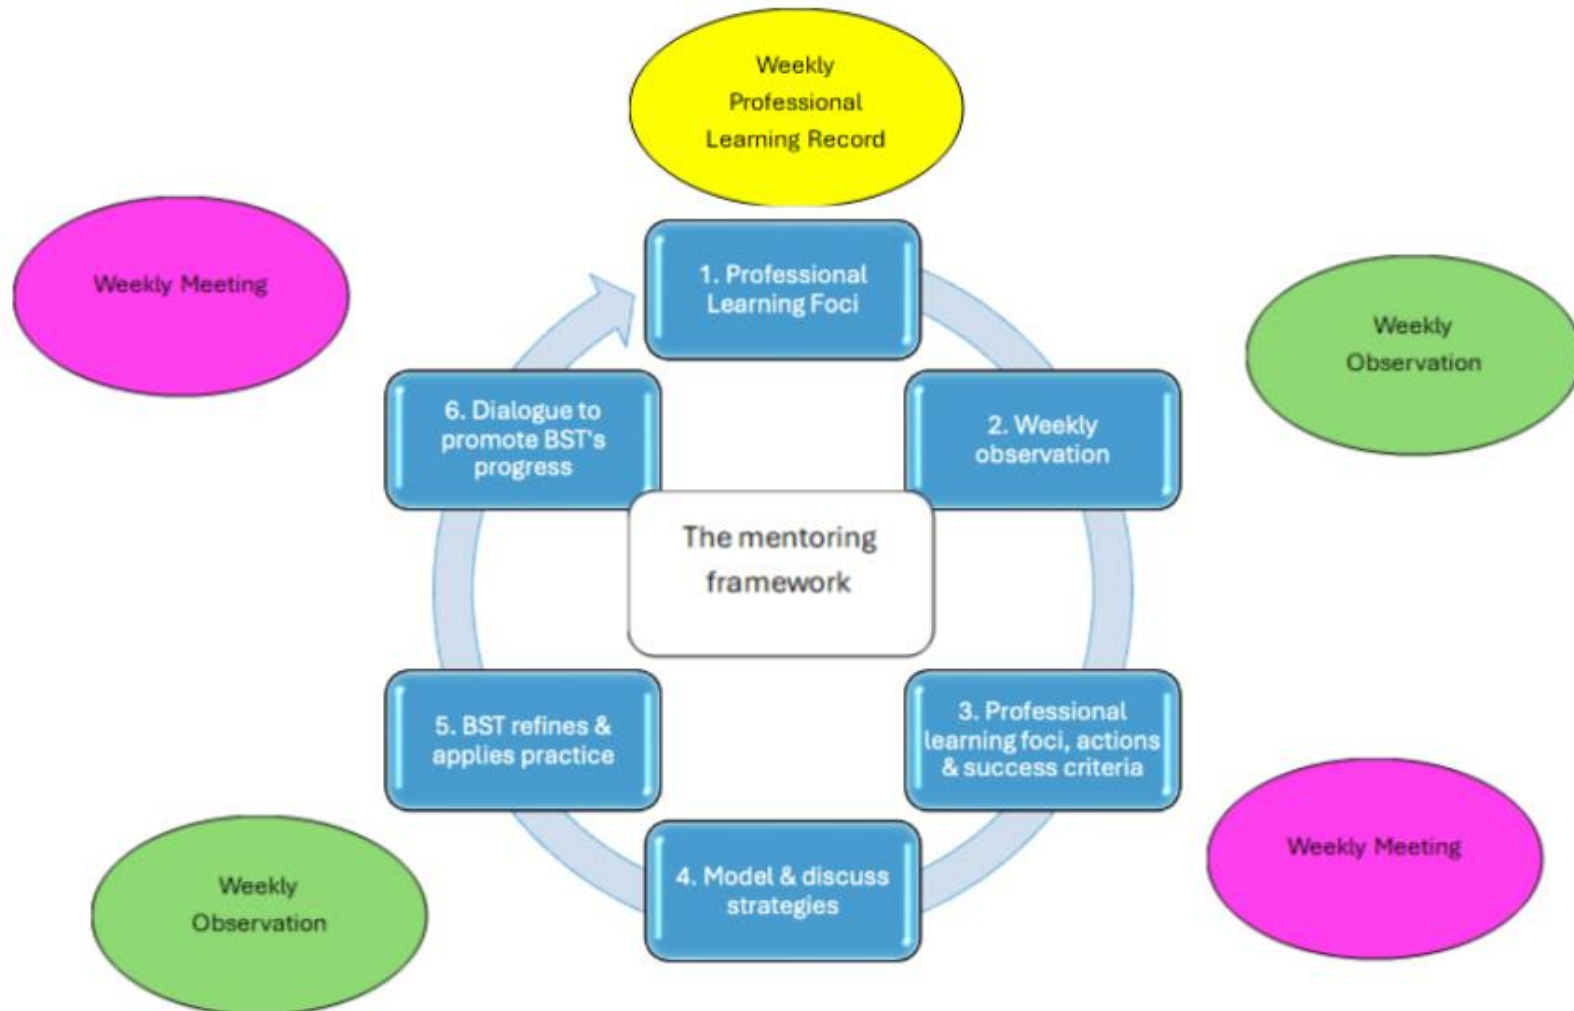 Weekly
Professional
Learning Record
Weekly Meeting
1. Professional
Learning Foci
Weekly
Observation
6. Dialogue to
promote BST's
progress
2. Weekly
observation
The mentoring
framework
5. BST refines &
applies practice
3. Professional
learning foci, actions
& success criteria
Weekly Meeting
4. Model & discuss
strategies
Weekly
Observation